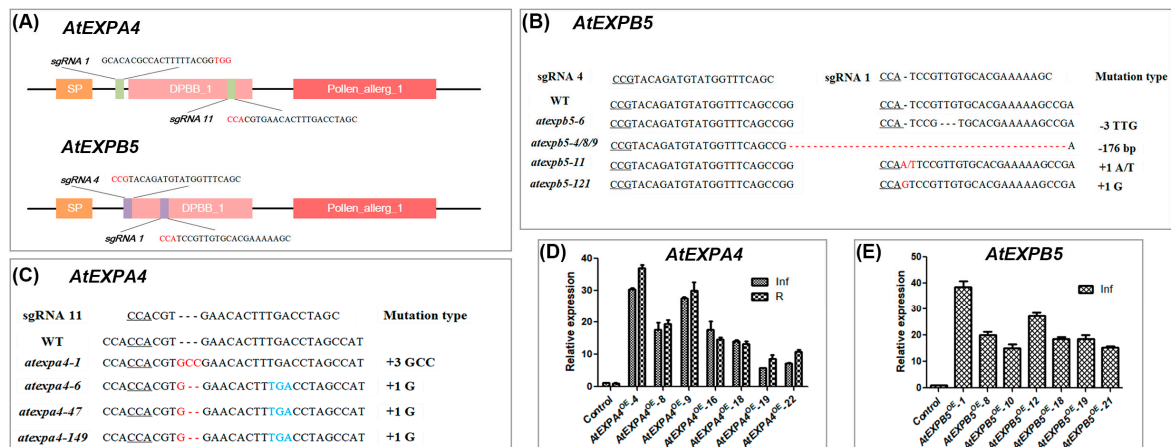 (A)
AtEXPA4
GCACACGCCACTTTTTACGGTGG
sgRNA 1
SP
DPBB_1
Pollen_allerg_1
sgRNA 11
CCACGTGAACACTTTGACCTAGC
AtEXPB5
sgRNA 4
CCGTACAGATGTATGGTTTCAGC
SP
DPBB_1
Pollen_allerg_1
sgRNA 1
CCATCCGTTGTGCACGAAAAAGC
(B)
AtEXPB5
sgRNA 4 CCGTACAGATGTATGGTTTCAGC sgRNA 1 CCA-TCCGTTGTGCACGAAAAAGC Mutation type
WT CCGTACAGATGTATGGTTTCAGCCGG CCA-TCCGTTGTGCACGAAAAAGCCGA
atexpb5-6 CCGTACAGATGTATGGTTTCAGCCGG CCA-TCCG---TGCACGAAAAAGCCGA -3 TTG
atexpb5-4/8/9 CCGTACAGATGTATGGTTTCAGCCG------------------------------------------A -176 bp
atexpb5-11 CCGTACAGATGTATGGTTTCAGCCGG CCAA/TTCCGTTGTGCACGAAAAAGCCGA +1 A/T
atexpb5-121 CCGTACAGATGTATGGTTTCAGCCGG CCAGTCCGTTGTGCACGAAAAAGCCGA +1 G
(C)
AtEXPA4
sgRNA 11 CCACGT---GAACACTTTGACCTAGC Mutation type
WT CCACCACGT---GAACACTTTGACCTAGCCAT
atexpa4-1 CCACCACGTGCCGAACACTTTGACCTAGCCAT +3 GCC
atexpa4-6 CCACCACGTG--GAACACTTTGACCTAGCCAT +1 G
atexpa4-47 CCACCACGTG--GAACACTTTGACCTAGCCAT +1 G
atexpa4-149 CCACCACGTG--GAACACTTTGACCTAGCCAT +1 G
(D)
AtEXPA4
Relative expression
40
30
20
10
0
Inf
R
Control
AtEXPA4OE-4
AtEXPA4OE-8
AtEXPA4OE-9
AtEXPA4OE-16
AtEXPA4OE-18
AtEXPA4OE-19
AtEXPA4OE-22
(E)
AtEXPB5
Relative expression
50
40
30
20
10
0
Inf
Control
AtEXPB5OE-1
AtEXPB5OE-8
AtEXPB5OE-10
AtEXPB5OE-12
AtEXPB5OE-18
AtEXPB5OE-19
AtEXPB5OE-21